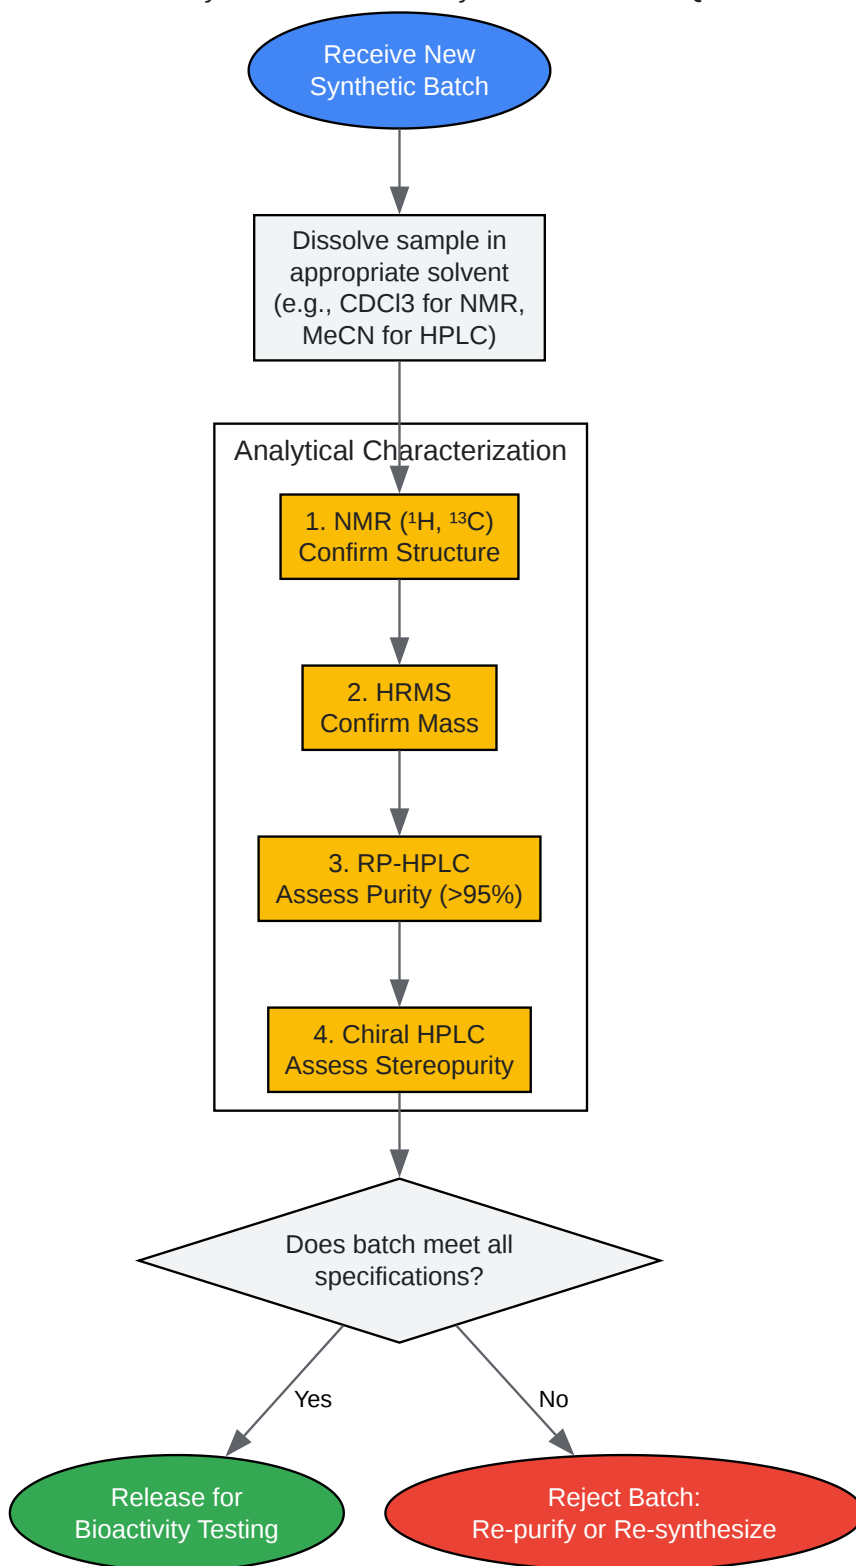 Receive New
Synthetic Batch
Dissolve sample in
appropriate solvent
(e.g., CDCl3 for NMR,
MeCN for HPLC)
Analytical Characterization
1. NMR (¹H, ¹³C)
Confirm Structure
2. HRMS
Confirm Mass
3. RP-HPLC
Assess Purity (>95%)
4. Chiral HPLC
Assess Stereopurity
Does batch meet all
specifications?
Yes
No
Release for
Bioactivity Testing
Reject Batch:
Re-purify or Re-synthesize